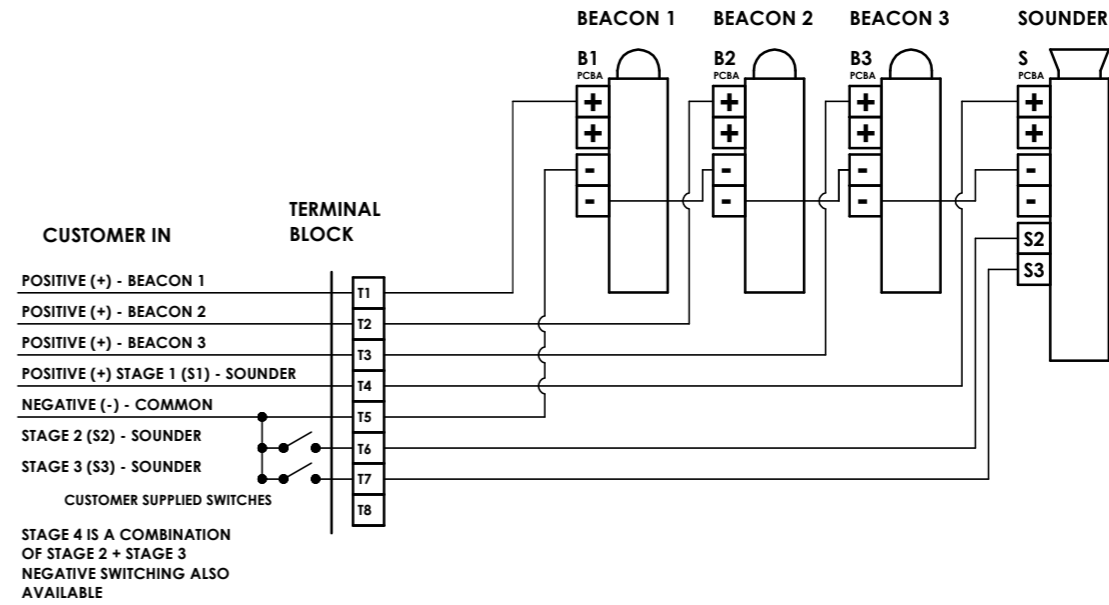 BEACON 1
BEACON 2
BEACON 3
SOUNDER
B1
PCBA
B2
PCBA
B3
PCBA
S
PCBA
+
+
+
+
+
+
+
+
-
-
-
-
-
-
-
-
S2
S3
CUSTOMER IN
TERMINAL
BLOCK
POSITIVE (+) - BEACON 1
T1
POSITIVE (+) - BEACON 2
T2
POSITIVE (+) - BEACON 3
T3
POSITIVE (+) STAGE 1 (S1) - SOUNDER
T4
NEGATIVE (-) - COMMON
T5
STAGE 2 (S2) - SOUNDER
T6
STAGE 3 (S3) - SOUNDER
T7
CUSTOMER SUPPLIED SWITCHES
T8
STAGE 4 IS A COMBINATION
OF STAGE 2 + STAGE 3
NEGATIVE SWITCHING ALSO
AVAILABLE